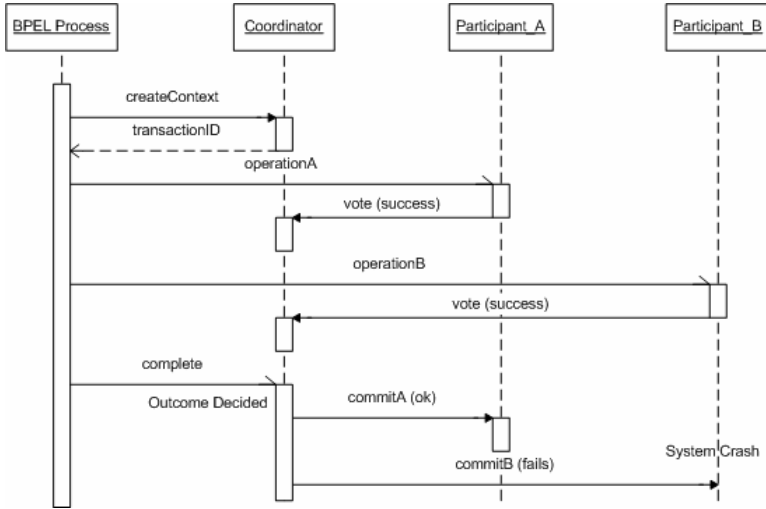 BPEL Process
Coordinator
Participant_A
Participant_B
createContext
transactionID
operationA
vote (success)
operationB
vote (success)
complete
Outcome Decided
commitA (ok)
System Crash
commitB (fails)